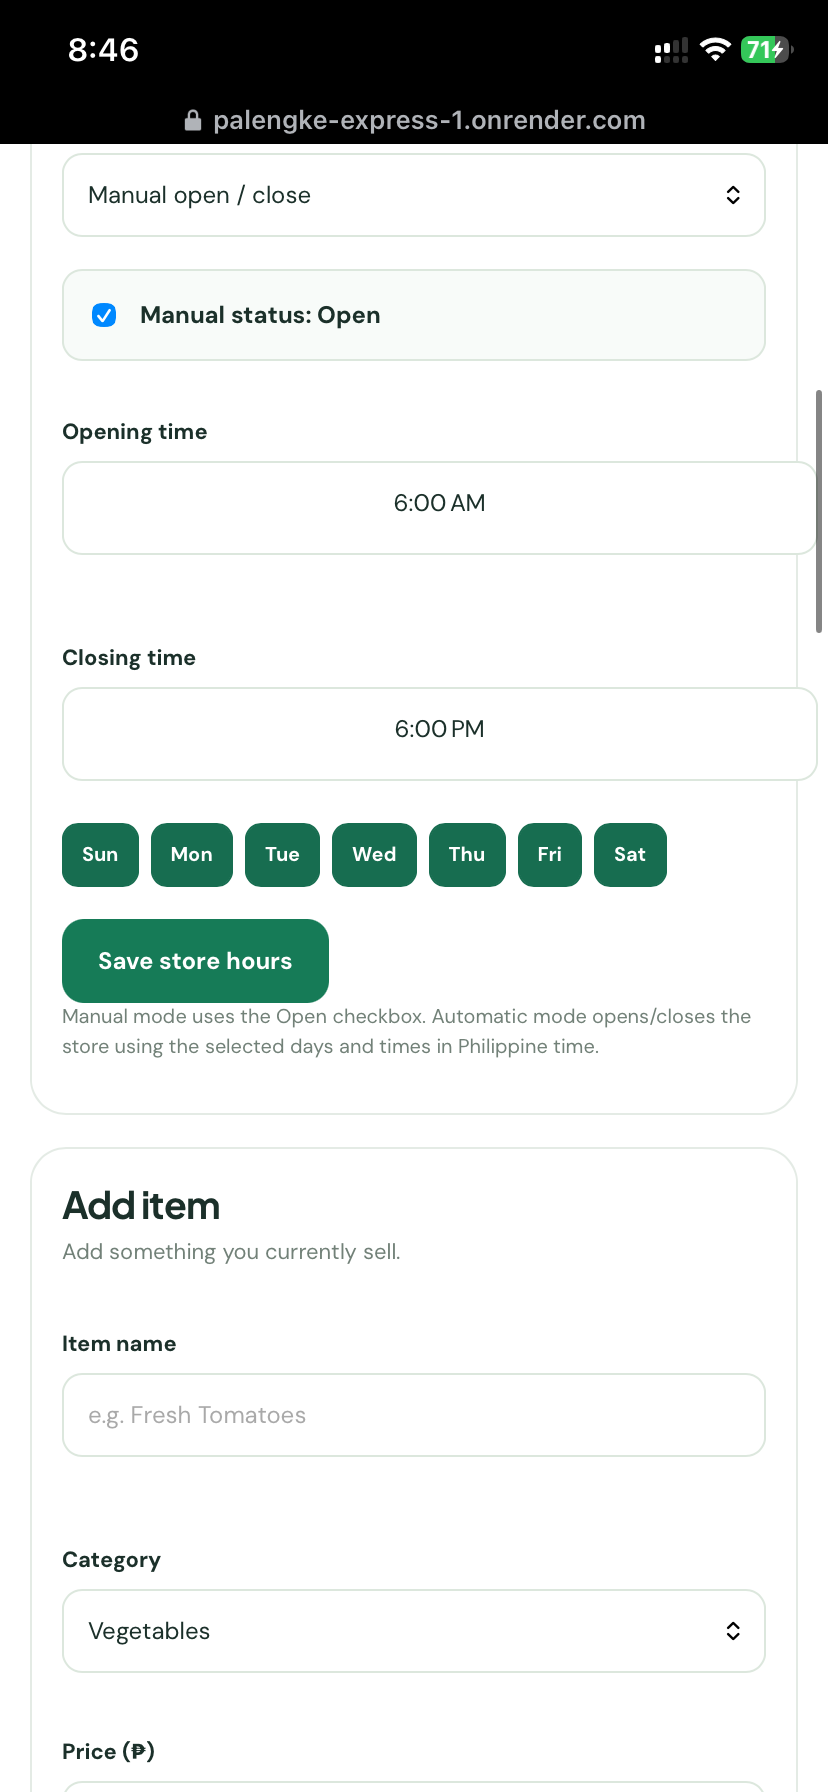 8:46
71
palengke-express-1.onrender.com
Manual open / close
Manual status: Open
Opening time
6:00 AM
Closing time
6:00 PM
Sun Mon Tue Wed Thu Fri Sat
Save store hours
Manual mode uses the Open checkbox. Automatic mode opens/closes the
store using the selected days and times in Philippine time.
Add item
Add something you currently sell.
Item name
e.g. Fresh Tomatoes
Category
Vegetables
Price (₱)